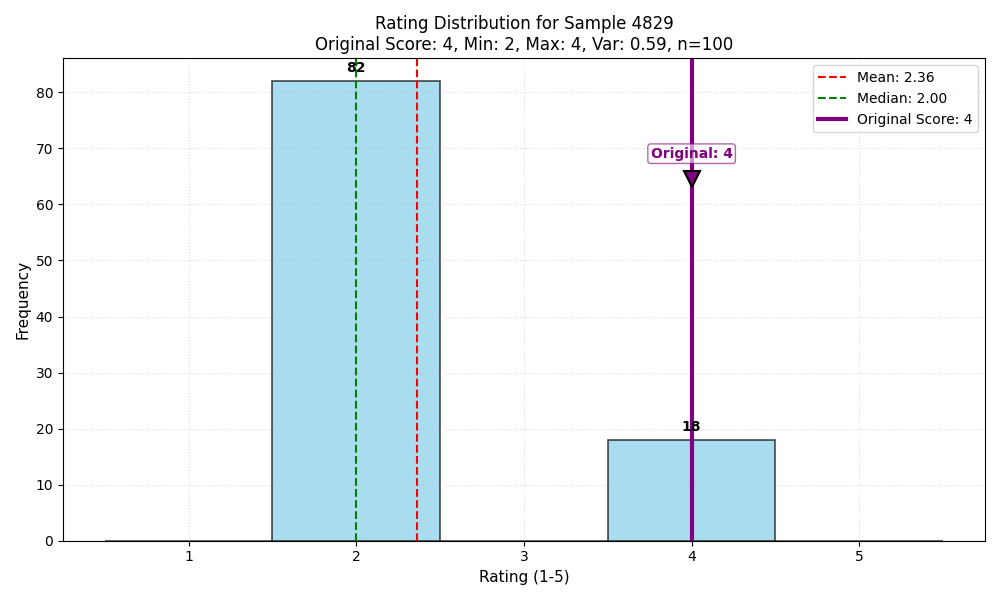 Rating Distribution for Sample 4829
Original Score: 4, Min: 2, Max: 4, Var: 0.59, n=100
82
Mean: 2.36
Median: 2.00
Original Score: 4
Original: 4
18
Frequency
80
70
60
50
40
30
20
10
0
1 2 3 4 5
Rating (1-5)